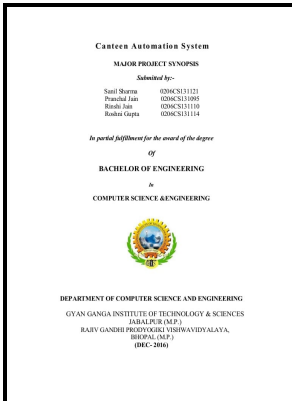 Canteen Automation System
MAJOR PROJECT SYNOPSIS
Submitted by:-
Sanil Sharma 0206CS131121
Pranchal Jain 0206CS131095
Rinshi Jain 0206CS131110
Roshni Gupta 0206CS131114
In partial fulfillment for the award of the degree
Of
BACHELOR OF ENGINEERING
In
COMPUTER SCIENCE &ENGINEERING
DEPARTMENT OF COMPUTER SCIENCE AND ENGINEERING
GYAN GANGA INSTITUTE OF TECHNOLOGY & SCIENCES
JABALPUR (M.P.)
RAJIV GANDHI PRODYOGIKI VISHWAVIDYALAYA,
BHOPAL (M.P.)
(DEC- 2016)